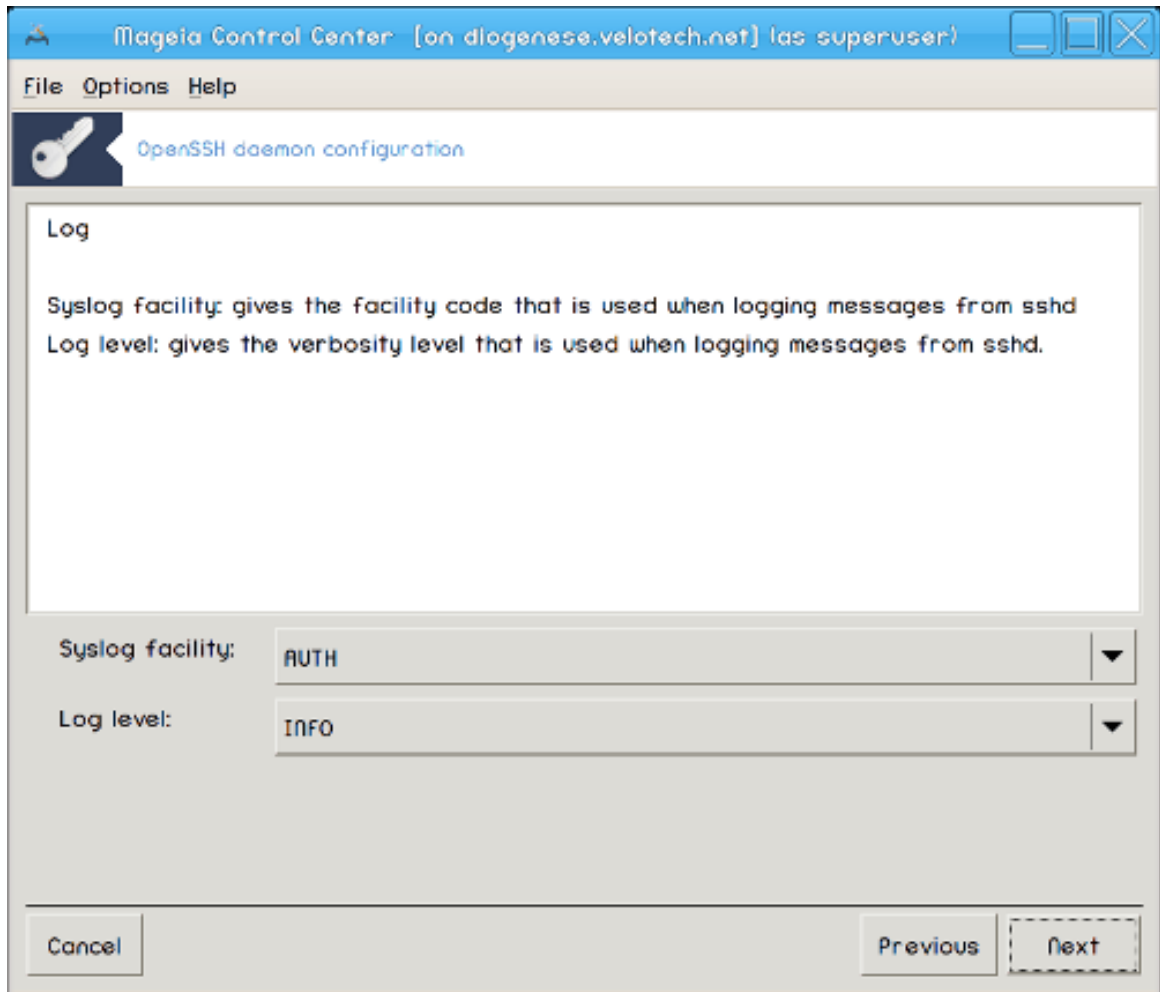 Mageia Control Center [on diogenese.velotech.net] (as superuser)
File Options Help
OpenSSH daemon configuration
Log
Syslog facility: gives the facility code that is used when logging messages from sshd
Log level: gives the verbosity level that is used when logging messages from sshd.
Syslog facility: AUTH
Log level: INFO
Cancel Previous Next